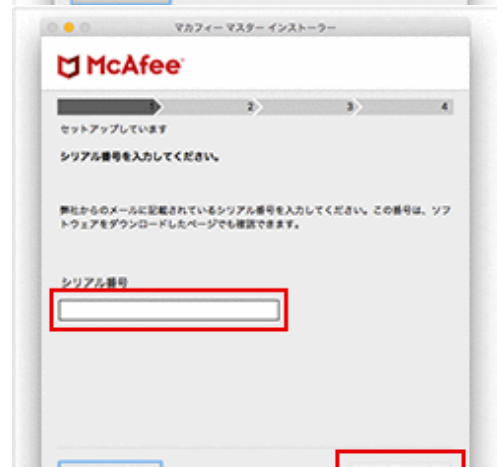 マカフィー マスター インストーラー
McAfee
1 2 3 4
セットアップしています
シリアル番号を入力してください。
弊社からのメールに記載されているシリアル番号を入力してください。この番号は、ソフ
トウェアをダウンロードしたページでも確認できます。
シリアル番号